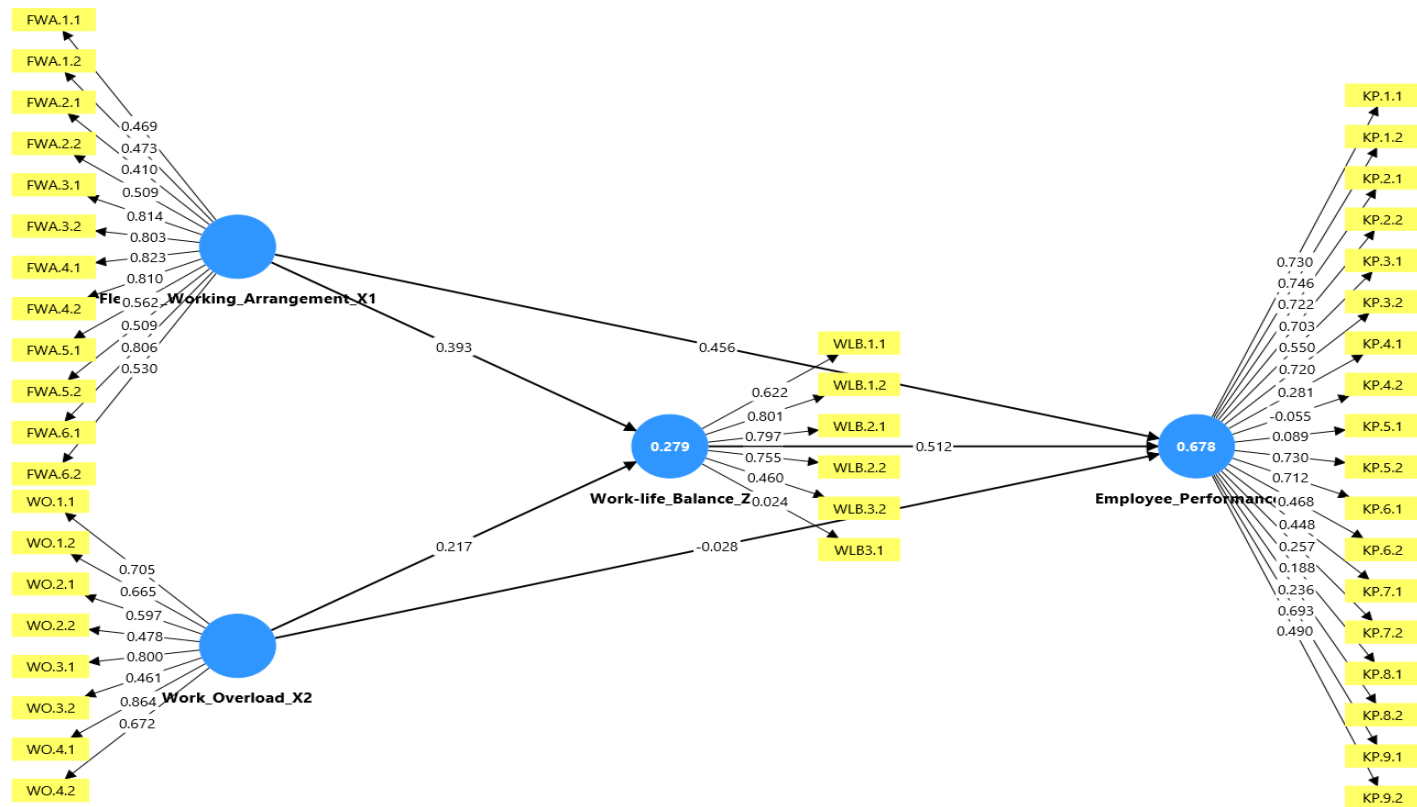 FWA.1.1
FWA.1.2
FWA.2.1
FWA.2.2
FWA.3.1
FWA.3.2
FWA.4.1
FWA.4.2
FWA.5.1
FWA.5.2
FWA.6.1
FWA.6.2
0.469
0.473
0.410
0.509
0.814
0.803
0.823
0.810
0.562
0.509
0.806
0.530
Working_Arrangement_X1
WO.1.1
WO.1.2
WO.2.1
WO.2.2
WO.3.1
WO.3.2
WO.4.1
WO.4.2
0.705
0.665
0.597
0.478
0.800
0.461
0.864
0.672
Work_Overload_X2
0.393
0.217
0.456
0.512
-0.028
0.279
Work-life_Balance_Z
0.622
0.801
0.797
0.755
0.460
0.024
WLB.1.1
WLB.1.2
WLB.2.1
WLB.2.2
WLB.3.2
WLB3.1
0.678
Employee_Performanc
0.730
0.746
0.722
0.703
0.550
0.720
0.281
-0.055
0.089
0.730
0.712
0.468
0.448
0.257
0.188
0.236
0.693
0.490
KP.1.1
KP.1.2
KP.2.1
KP.2.2
KP.3.1
KP.3.2
KP.4.1
KP.4.2
KP.5.1
KP.5.2
KP.6.1
KP.6.2
KP.7.1
KP.7.2
KP.8.1
KP.8.2
KP.9.1
KP.9.2